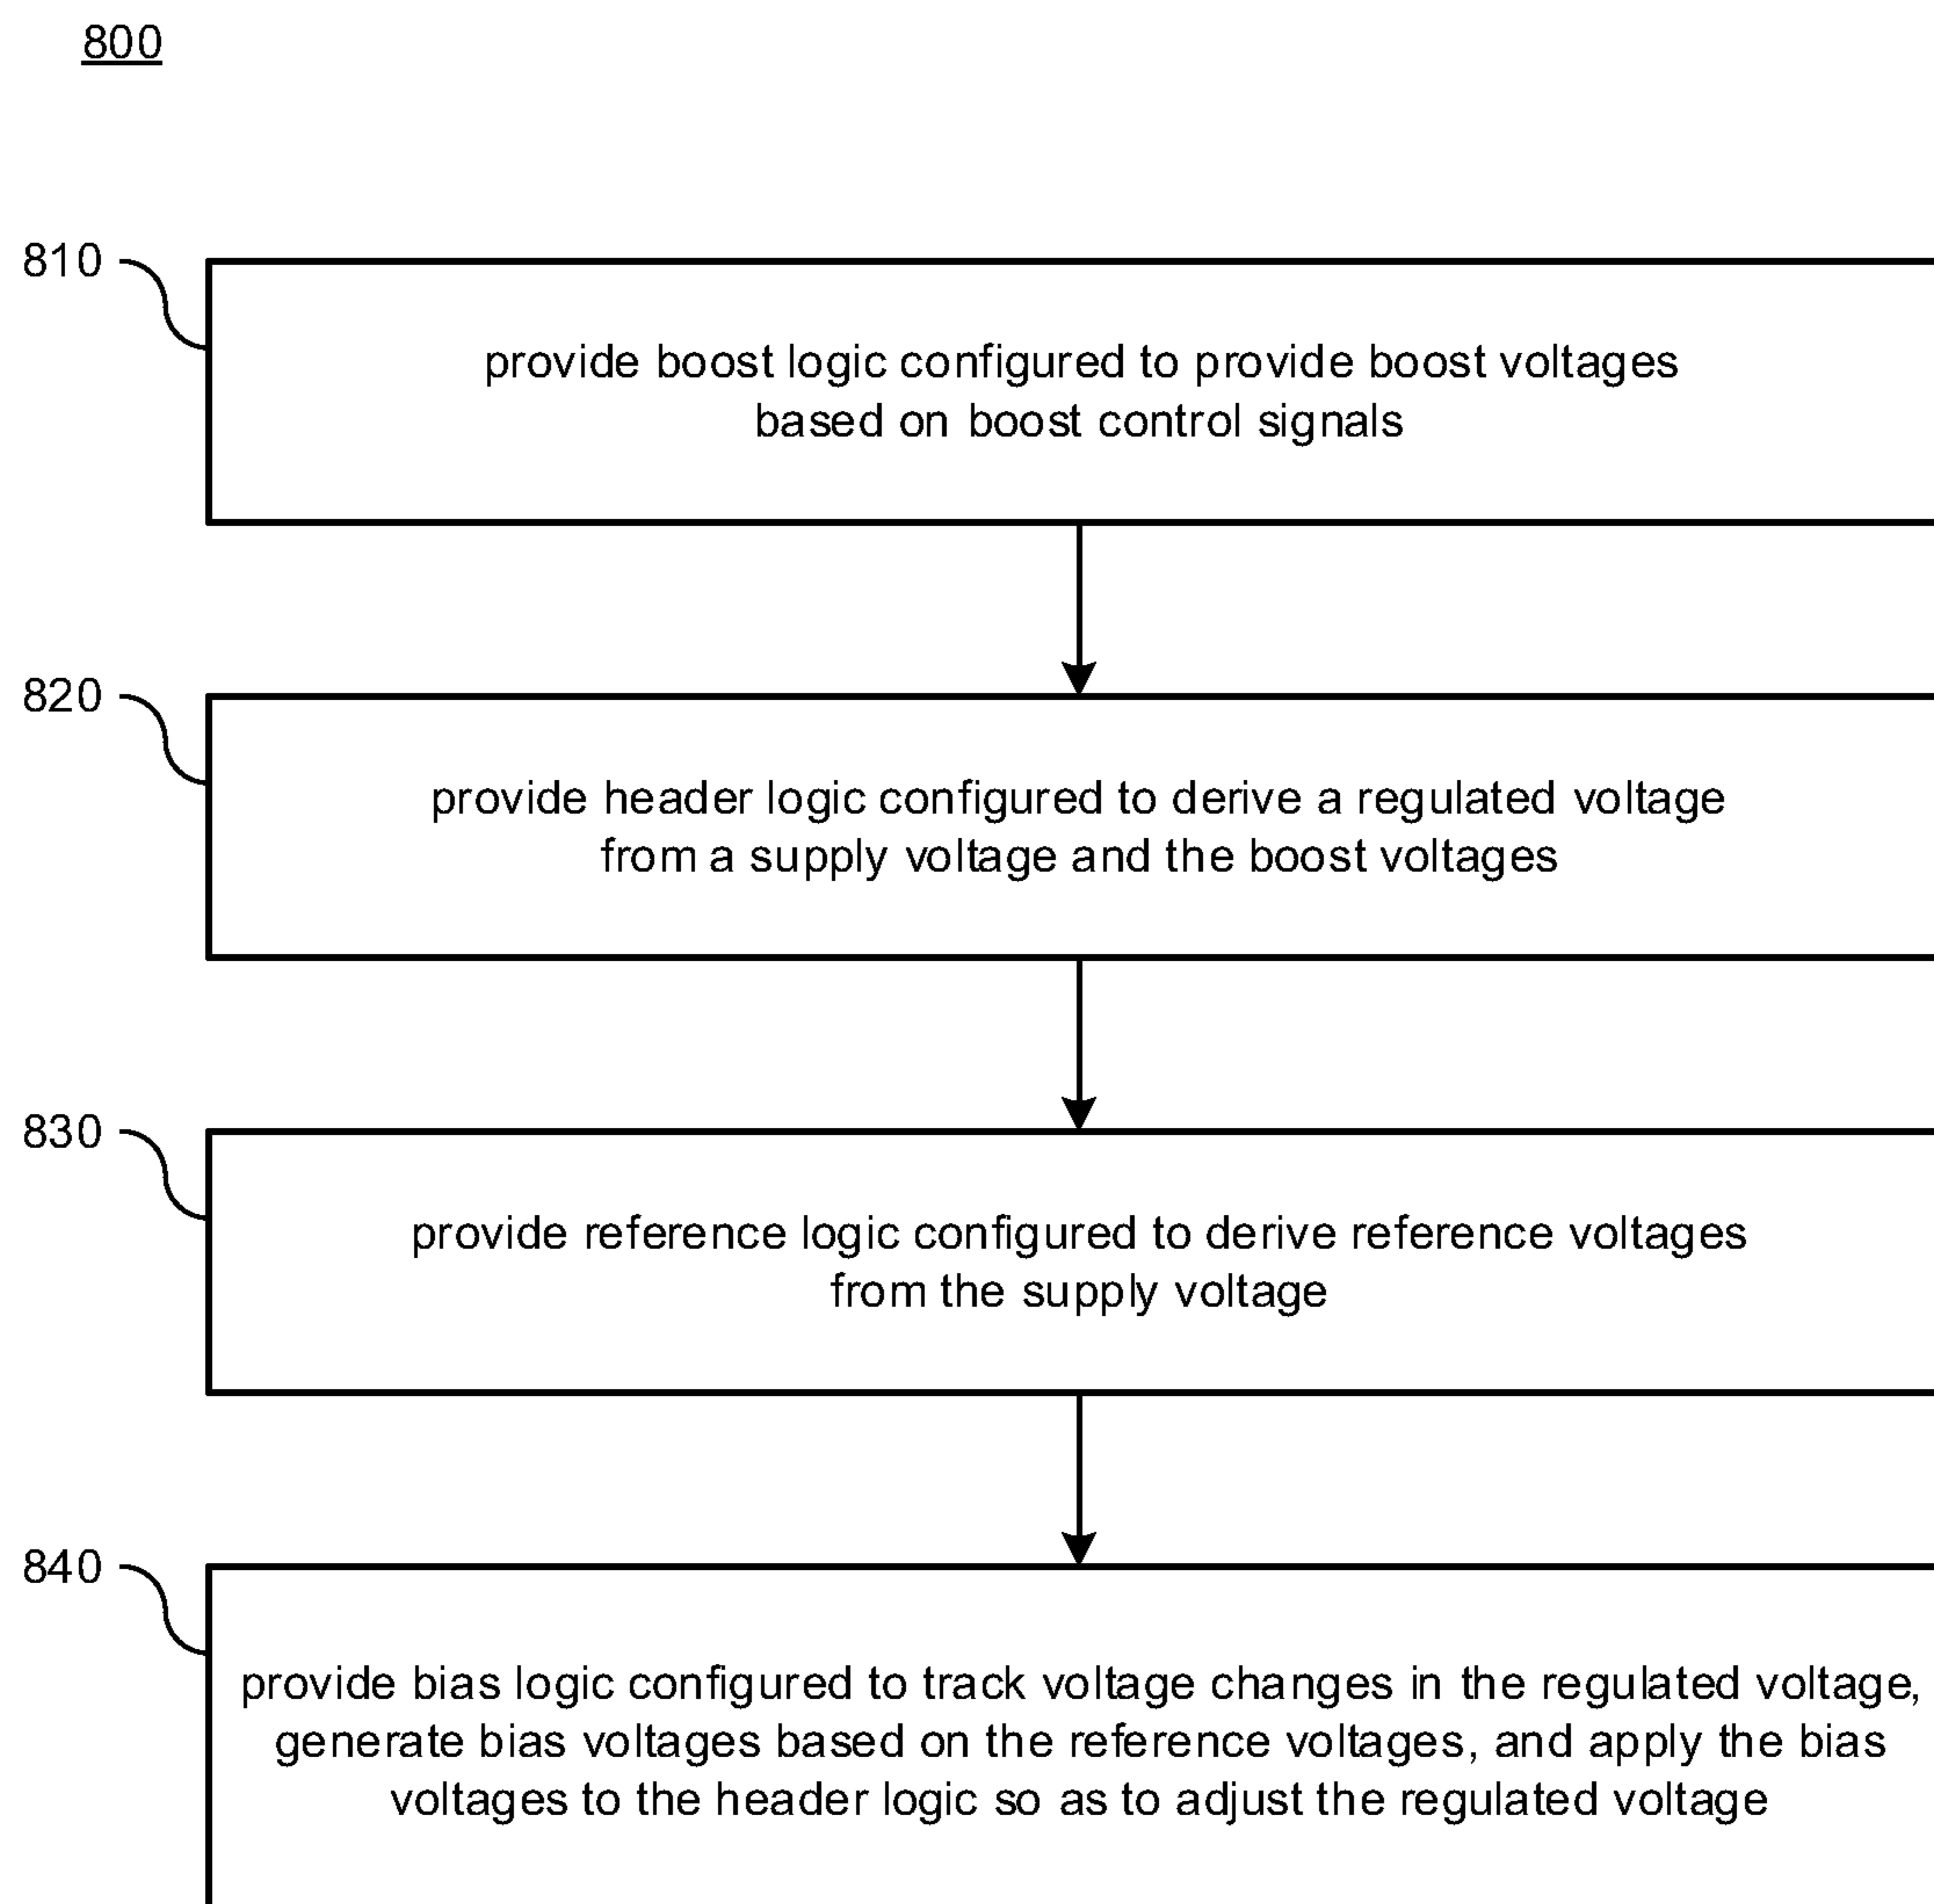 800
810
provide boost logic configured to provide boost voltages
based on boost control signals
820
provide header logic configured to derive a regulated voltage
from a supply voltage and the boost voltages
830
provide reference logic configured to derive reference voltages
from the supply voltage
840
provide bias logic configured to track voltage changes in the regulated voltage,
generate bias voltages based on the reference voltages, and apply the bias
voltages to the header logic so as to adjust the regulated voltage